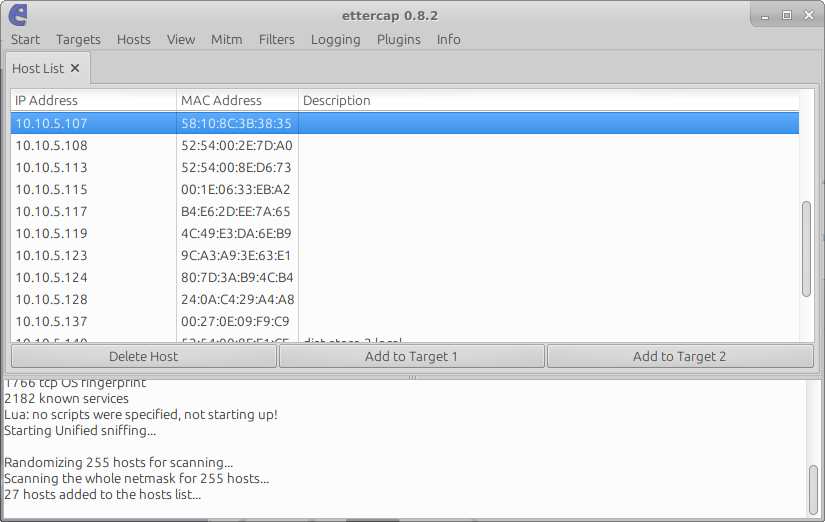 ettercap 0.8.2
Start Targets Hosts View Mitm Filters Logging Plugins Info
Host List
IP Address MAC Address Description
10.10.5.107 58:10:8C:3B:38:35
10.10.5.108 52:54:00:2E:7D:A0
10.10.5.113 52:54:00:8E:D6:73
10.10.5.115 00:1E:06:33:EB:A2
10.10.5.117 B4:E6:2D:EE:7A:65
10.10.5.119 4C:49:E3:DA:6E:B9
10.10.5.123 9C:A3:A9:3E:63:E1
10.10.5.124 80:7D:3A:B9:4C:B4
10.10.5.128 24:0A:C4:29:A4:A8
10.10.5.137 00:27:0E:09:F9:C9
Delete Host Add to Target 1 Add to Target 2
1766 tcp OS fingerprint
2182 known services
Lua: no scripts were specified, not starting up!
Starting Unified sniffing...
Randomizing 255 hosts for scanning...
Scanning the whole netmask for 255 hosts...
27 hosts added to the hosts list...